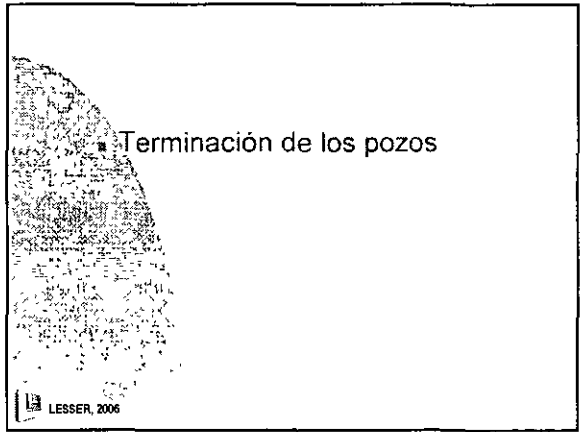 ▪ Terminación de los pozos
LESSER, 2006